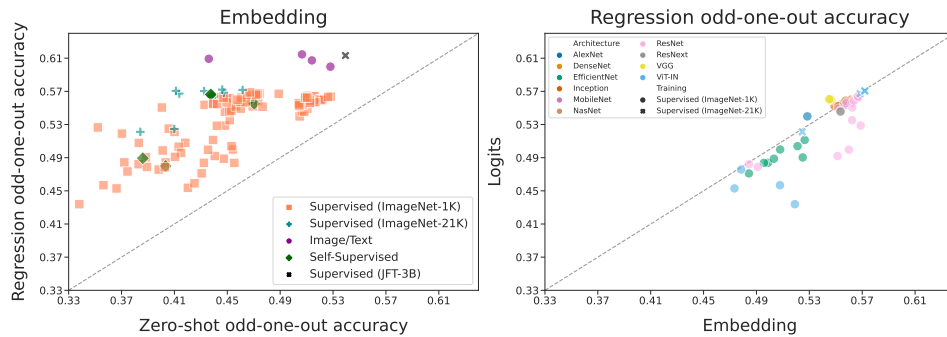 Embedding
Regression odd-one-out accuracy
0.61
0.57
0.53
0.49
0.45
0.41
0.37
0.33
0.33
0.37
0.41
0.45
0.49
0.53
0.57
0.61
Zero-shot odd-one-out accuracy
Supervised (ImageNet-1K)
Supervised (ImageNet-21K)
Image/Text
Self-Supervised
Supervised (JFT-3B)
Regression odd-one-out accuracy
Logits
0.61
0.57
0.53
0.49
0.45
0.41
0.37
0.33
0.33
0.37
0.41
0.45
0.49
0.53
0.57
0.61
Embedding
Architecture
AlexNet
DenseNet
EfficientNet
Inception
MobileNet
NasNet
ResNet
ResNext
VGG
ViT-IN
Training
Supervised (ImageNet-1K)
Supervised (ImageNet-21K)